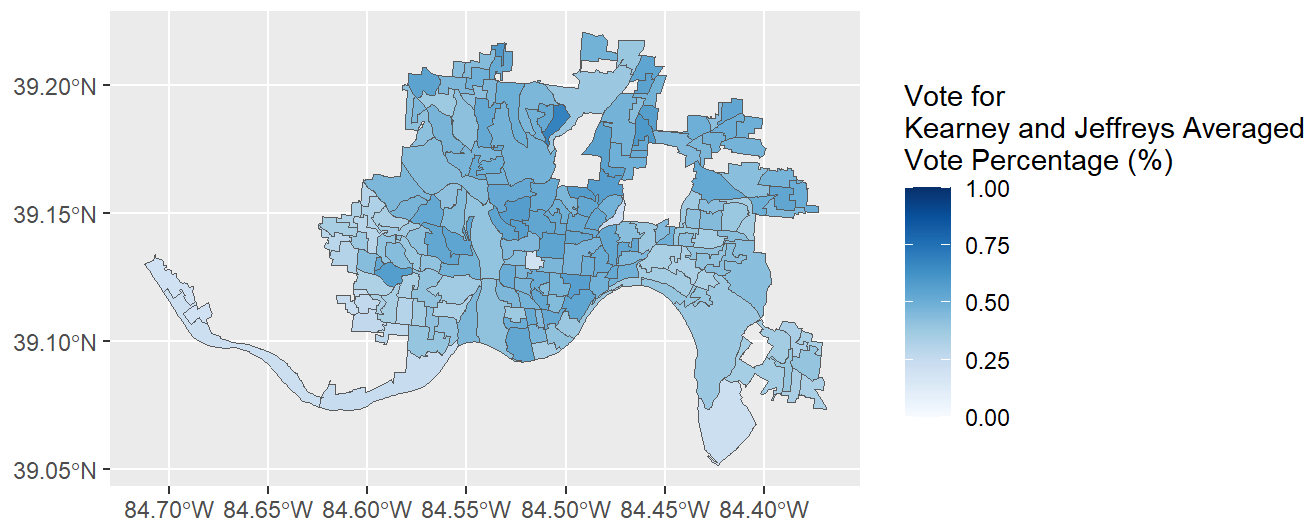 39.20°N
39.15°N
39.10°N
39.05°N
84.70°W 84.65°W 84.60°W 84.55°W 84.50°W 84.45°W 84.40°W
Vote for
Kearney and Jeffreys Averaged
Vote Percentage (%)
1.00
0.75
0.50
0.25
0.00